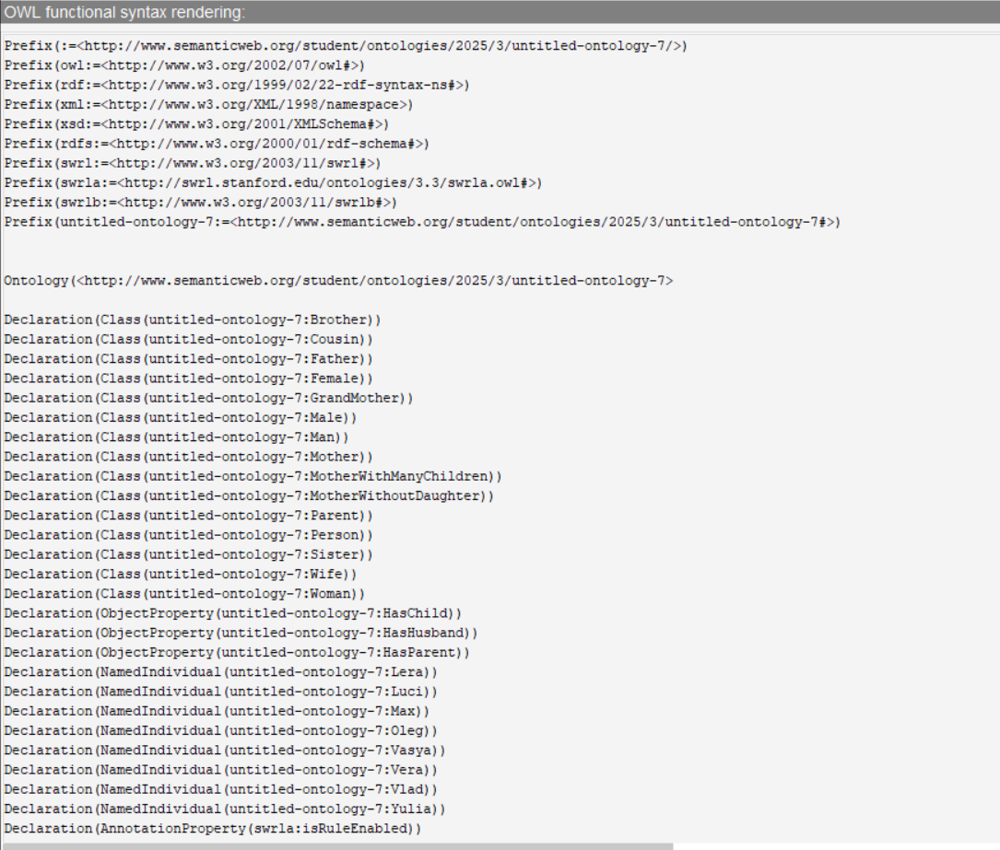 OWL functional syntax rendering:
Prefix(:=<http://www.semanticweb.org/student/ontologies/2025/3/untitled-ontology-7/>)
Prefix(owl:=<http://www.w3.org/2002/07/owl#>)
Prefix(rdf:=<http://www.w3.org/1999/02/22-rdf-syntax-ns#>)
Prefix(xml:=<http://www.w3.org/XML/1998/namespace>)
Prefix(xsd:=<http://www.w3.org/2001/XMLSchema#>)
Prefix(rdfs:=<http://www.w3.org/2000/01/rdf-schema#>)
Prefix(swrl:=<http://www.w3.org/2003/11/swrl#>)
Prefix(swrla:=<http://swrl.stanford.edu/ontologies/3.3/swrla.owl#>)
Prefix(swrlb:=<http://www.w3.org/2003/11/swrlb#>)
Prefix(untitled-ontology-7:=<http://www.semanticweb.org/student/ontologies/2025/3/untitled-ontology-7#>)
Ontology(<http://www.semanticweb.org/student/ontologies/2025/3/untitled-ontology-7>
Declaration(Class(untitled-ontology-7:Brother))
Declaration(Class(untitled-ontology-7:Cousin))
Declaration(Class(untitled-ontology-7:Father))
Declaration(Class(untitled-ontology-7:Female))
Declaration(Class(untitled-ontology-7:GrandMother))
Declaration(Class(untitled-ontology-7:Male))
Declaration(Class(untitled-ontology-7:Man))
Declaration(Class(untitled-ontology-7:Mother))
Declaration(Class(untitled-ontology-7:MotherWithManyChildren))
Declaration(Class(untitled-ontology-7:MotherWithoutDaughter))
Declaration(Class(untitled-ontology-7:Parent))
Declaration(Class(untitled-ontology-7:Person))
Declaration(Class(untitled-ontology-7:Sister))
Declaration(Class(untitled-ontology-7:Wife))
Declaration(Class(untitled-ontology-7:Woman))
Declaration(ObjectProperty(untitled-ontology-7:HasChild))
Declaration(ObjectProperty(untitled-ontology-7:HasHusband))
Declaration(ObjectProperty(untitled-ontology-7:HasParent))
Declaration(NamedIndividual(untitled-ontology-7:Lera))
Declaration(NamedIndividual(untitled-ontology-7:Luci))
Declaration(NamedIndividual(untitled-ontology-7:Max))
Declaration(NamedIndividual(untitled-ontology-7:Oleg))
Declaration(NamedIndividual(untitled-ontology-7:Vasya))
Declaration(NamedIndividual(untitled-ontology-7:Vera))
Declaration(NamedIndividual(untitled-ontology-7:Vlad))
Declaration(NamedIndividual(untitled-ontology-7:Yulia))
Declaration(AnnotationProperty(swrla:isRuleEnabled))